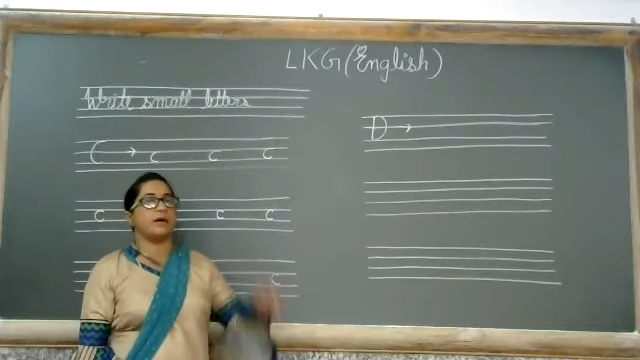 LKG (English)
Write small letters
C → c c c
c c c
c
D →